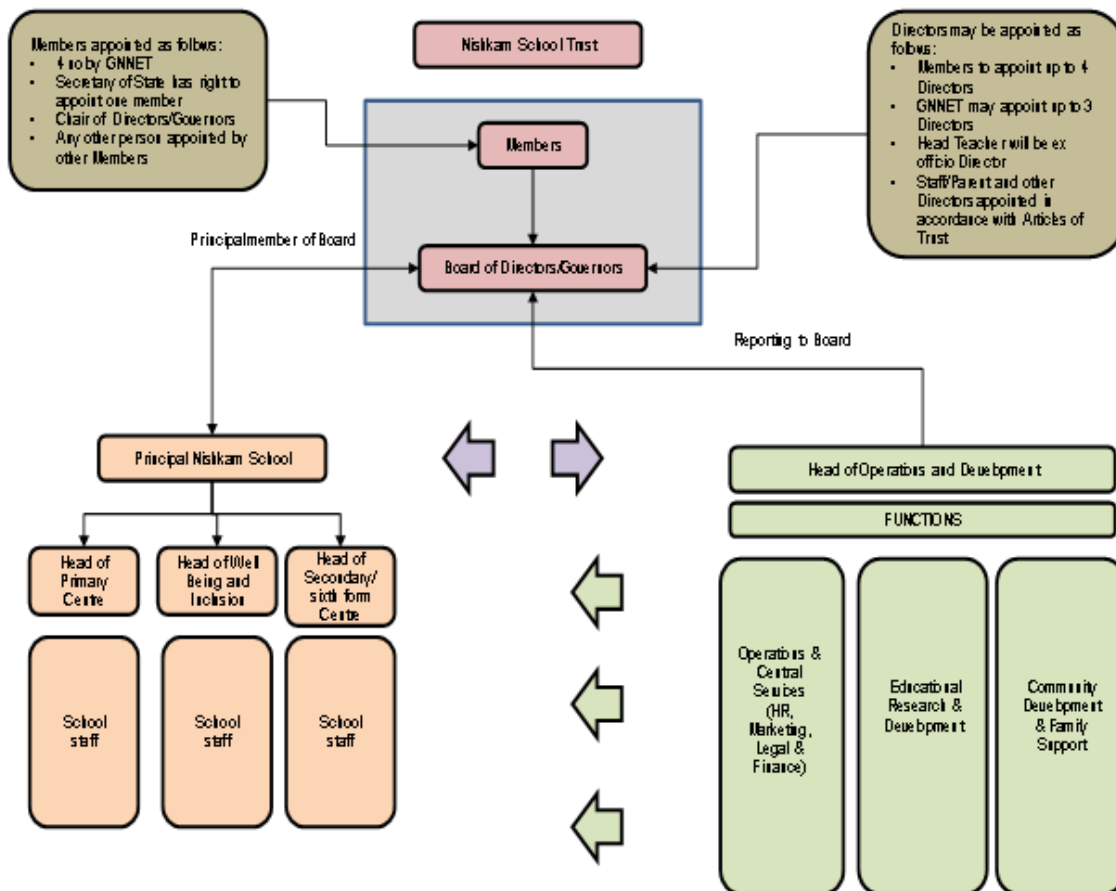 Nishkam School Trust
Members appointed as follows:
• 4 no by GNNET
• Secretary of State has right to
appoint one member
• Chair of Directors/Governors
• Any other person appointed by
other Members
Directors may be appointed as
follows:
• Members to appoint up to 4
Directors
• GNNET may appoint up to 3
Directors
• Head Teacher will be ex
officio Director
• Staff/Parent and other
Directors appointed in
accordance with Articles of
Trust
Members
Principal member of Board
Board of Directors/Governors
Reporting to Board
Principal Nishkam School
Head of Operations and Development
FUNCTIONS
Head of
Primary
Centre
Head of Well
Being and
Inclusion
Head of
Secondary/
sixth form
Centre
School
staff
School
staff
School
staff
Operations &
Central
Services
(HR,
Marketing,
Legal &
Finance)
Educational
Research &
Development
Community
Development
& Family
Support